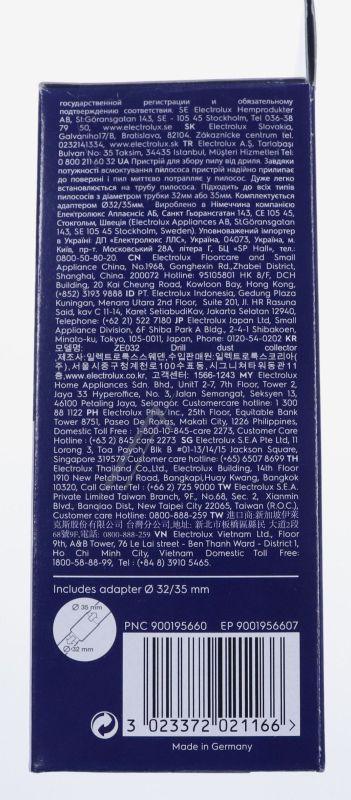 государственной регистрации и обязательному
подтверждению соответствия. SE Electrolux Hemprodukter
AB, St:Göransgatan 143, SE - 105 45 Stockholm, Tel 036-38
79 50, www.electrolux.se SK Electrolux Slovakia,
Galvaniho17/B, Bratislava, 82104. Zákaznícke centrum tel.
0232141334, www.electrolux.sk TR Electrolux A.Ş, Tarlabaşı
Bulvarı No: 35 Taksim, 34435 Istanbul, Müşteri Hizmetleri Tel:
0 800 211 60 32 UA Пристрій для збору пилу від дриля. Завдяки
потужності всмоктування пилососа пристрій надійно прилипає
до поверхні і пил миттєво потрапляє у пилосос. Дуже легко
встановлюється на трубу пилососа. Підходить до всіх типів
пилососів з діаметром трубки 32мм або 35мм. Комплектується
адаптером Ø32/35мм. Вироблено в Німеччина компанією
Електролюкс Аплаєнсіс АБ, Санкт Гьорансгатан 143, СЕ 105 45,
Стокгольм, Швеція (Electrolux Appliances AB, St:Göransgatan
143, SE-105 45 Stockholm, Sweden). Уповноважений імпортер
в Україні: ДП «Електролюкс ЛЛС», Україна, 04073, Україна, м.
Київ, пр-т. Московський 28А, літера Г, БЦ «SP Hall», тел.:
0800-50-80-20. CN Electrolux Floorcare and Small
Appliance China, No.1968, Gonghexin Rd.,Zhabei District,
China, Shanghai 200072 Hotline: 95105801 HK 8/F, DCH
Building, 20 Kai Cheung Road, Kowloon Bay, Hong Kong,
(+852) 3193 9888 ID PT. Electrolux Indonesia, Gedung Plaza
Kuningan, Menara Utara 2nd Floor, Suite 201, Jl. HR Rasuna
Said, kav C 11-14, Karet SetiabudiKav, Jakarta Selatan 12940,
Telephone: (+62 21) 522 7180 JP Electrolux Japan Ltd, Small
Appliance Division, 6F Shiba Park A Bldg., 2-4-1 Shibakoen,
Minato-ku, Tokyo, 105-0011, Tel 0120-54-0202 KR
모델명: ZE032 Drill dust collector
제조사:일렉트로룩스스웨덴,수입판매원:일렉트로룩스코리아
(주),서울시중구청계천로100수표동,시그니쳐타워동관11
층,www.electrolux.co.kr,고객센터: 1566-1243 MY Electrolux
Home Appliances Sdn. Bhd., Unit T2-7, 7th Floor, Tower 2,
Jaya 33, Hyperoffice, No. 3, Jalan Semangat, Seksyen 13,
46100 Petaling Jaya, Selangor. Customercare hotline 1 300
88 1122 PH Electrolux Phils Inc., 25th Floor, Equitable Bank
Tower 8751, Paseo De Roxas, Makati City, 1226 Philippines,
Domestic Toll Free : 1-800-10-845-care 2273, Customer Care
Hotline : (+63 2) 845 care 2273 SG Electrolux S.E.A Pte Ltd, 11
Lorong 3, Toa Payoh, Blk B #01-13/14 Jackson Square,
Singapore 319579 Customer Care Hotline: (+65) 6507 8699 TH
Electrolux Thailand Co.,Ltd., Electrolux Building, 14th Floor
1910 New Petchburi Road, Bangkapi,Huay Kwang, Bangkok
10320, Call Center Tel : (+66 2) 725 9000 TW Electrolux S.E.A
Private Limited Taiwan Branch, 9F., No.68, Sec. 2, Xianmin
Blvd., Banqiao Dist., New Taipei City 220, Taiwan (R.O.C.),
Customer care Hotline: 0800-888-259 TW 進口商:新加坡伊萊
克斯股份有限公司 台灣分公司,地址: 新北市板橋區縣民 大道2段
68號9F, 電話: 0800-888-259 VN Electrolux Vietnam Ltd., Floor
9th, A&B Tower, 76 Le Lai street - Ben Thanh Ward - District 1,
Ho Chi Minh City, Vietnam Domestic Toll Free:
1800-58-88-99, Tel : (+84 8) 3910 5465.
Includes adapter Ø 32/35 mm
Ø 35 mm
Ø 32 mm
PNC 900195660 EP 9001956607
3 023372 021166 >
Made in Germany